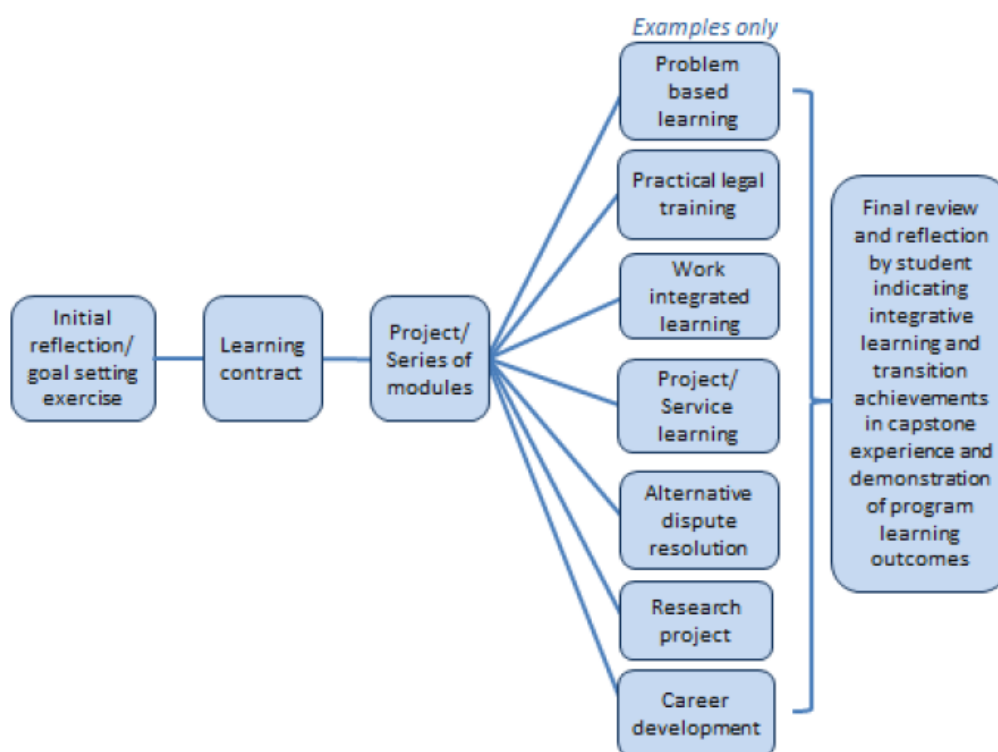 Examples only
Problem
based
learning
Practical legal
training
Work
integrated
learning
Project/
Service
learning
Alternative
dispute
resolution
Research
project
Career
development
Initial
reflection/
goal setting
exercise
Learning
contract
Project/
Series of
modules
Final review
and reflection
by student
indicating
integrative
learning and
transition
achievements
in capstone
experience and
demonstration
of program
learning
outcomes